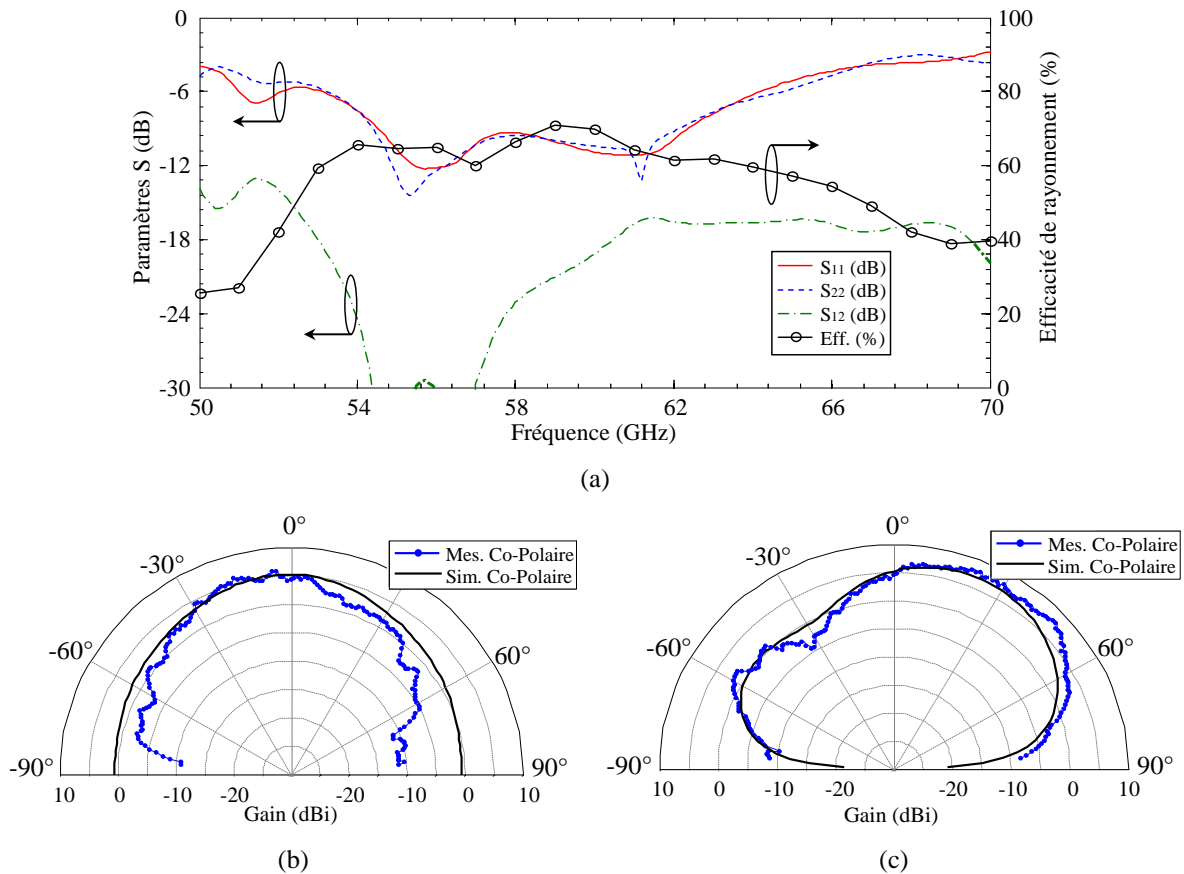 0
-6
-12
-18
-24
-30
Paramètres S (dB)
100
80
60
40
20
0
Efficacité de rayonnement (%)
S11 (dB)
S22 (dB)
S12 (dB)
Eff. (%)
50
54
58
62
66
70
Fréquence (GHz)
(a)
0°
-30°
-60°
60°
-90°
90°
Mes. Co-Polaire
Sim. Co-Polaire
10 0 -10 -20 -20 -10 0 10
Gain (dBi)
(b)
0°
-30°
-60°
60°
-90°
90°
Mes. Co-Polaire
Sim. Co-Polaire
10 0 -10 -20 -20 -10 0 10
Gain (dBi)
(c)